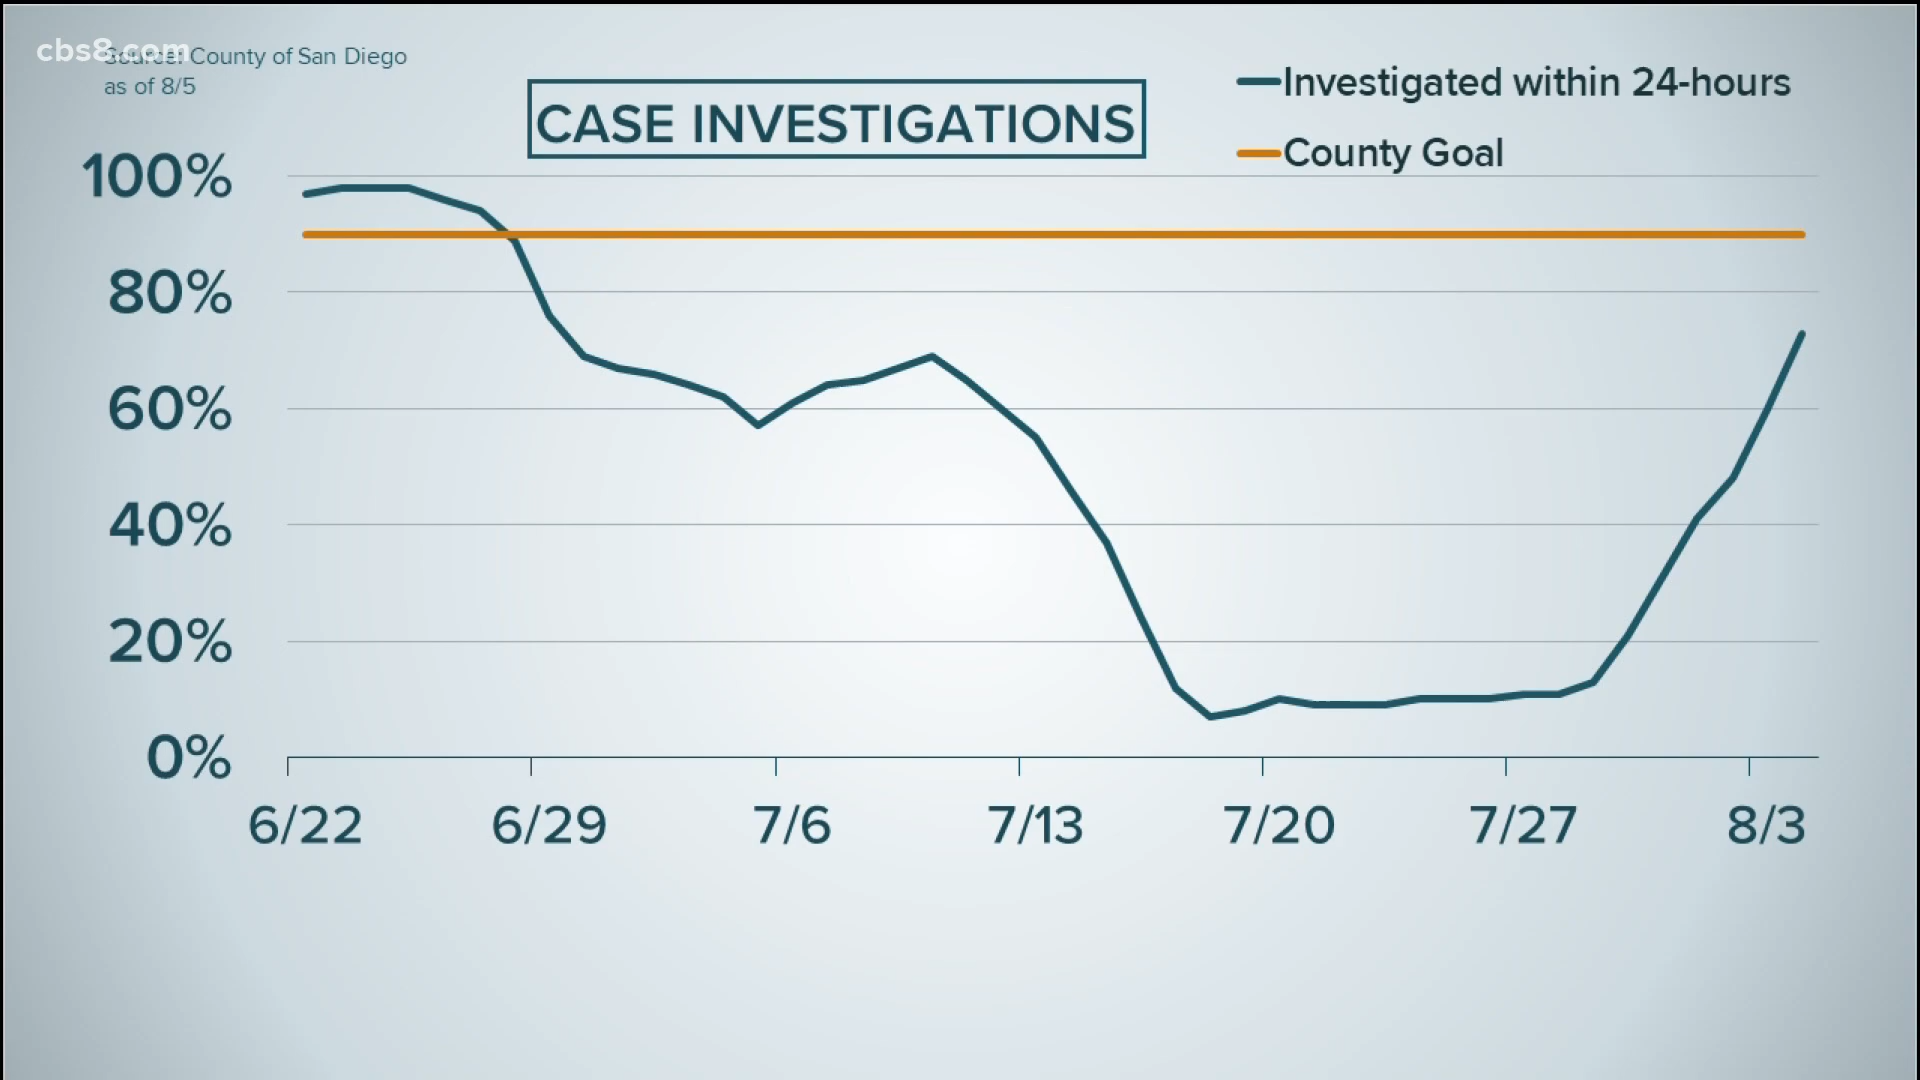 cbs8.com
Source: County of San Diego
as of 8/5
CASE INVESTIGATIONS
Investigated within 24-hours
County Goal
100%
80%
60%
40%
20%
0%
6/22 6/29 7/6 7/13 7/20 7/27 8/3